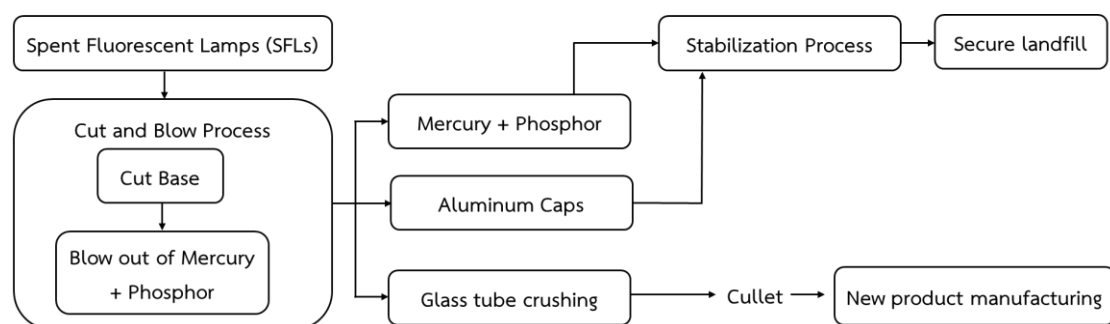 Spent Fluorescent Lamps (SFLs)
Cut and Blow Process
Cut Base
Blow out of Mercury
+ Phosphor
Mercury + Phosphor
Aluminum Caps
Glass tube crushing
Stabilization Process
Secure landfill
Cullet
New product manufacturing